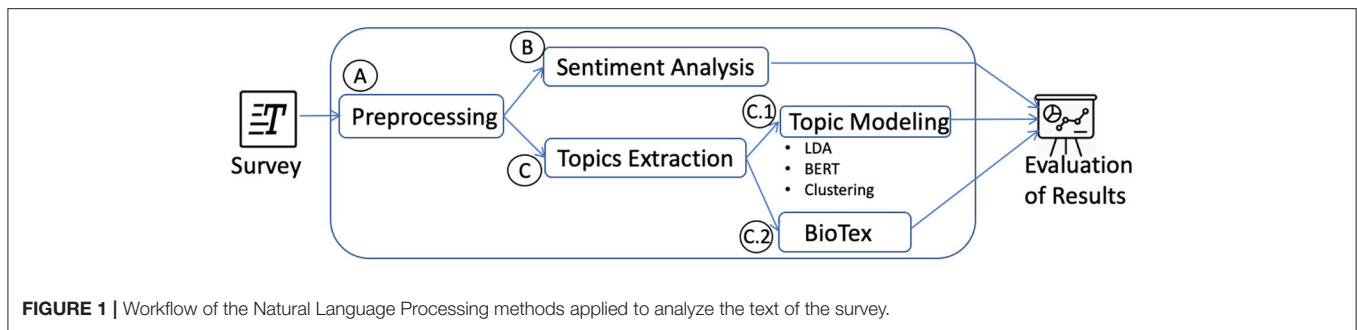 A
Preprocessing
T
Survey
B
Sentiment Analysis
C
Topics Extraction
C.1
Topic Modeling
• LDA
• BERT
• Clustering
C.2
BioTex
Evaluation
of Results
FIGURE 1 | Workflow of the Natural Language Processing methods applied to analyze the text of the survey.